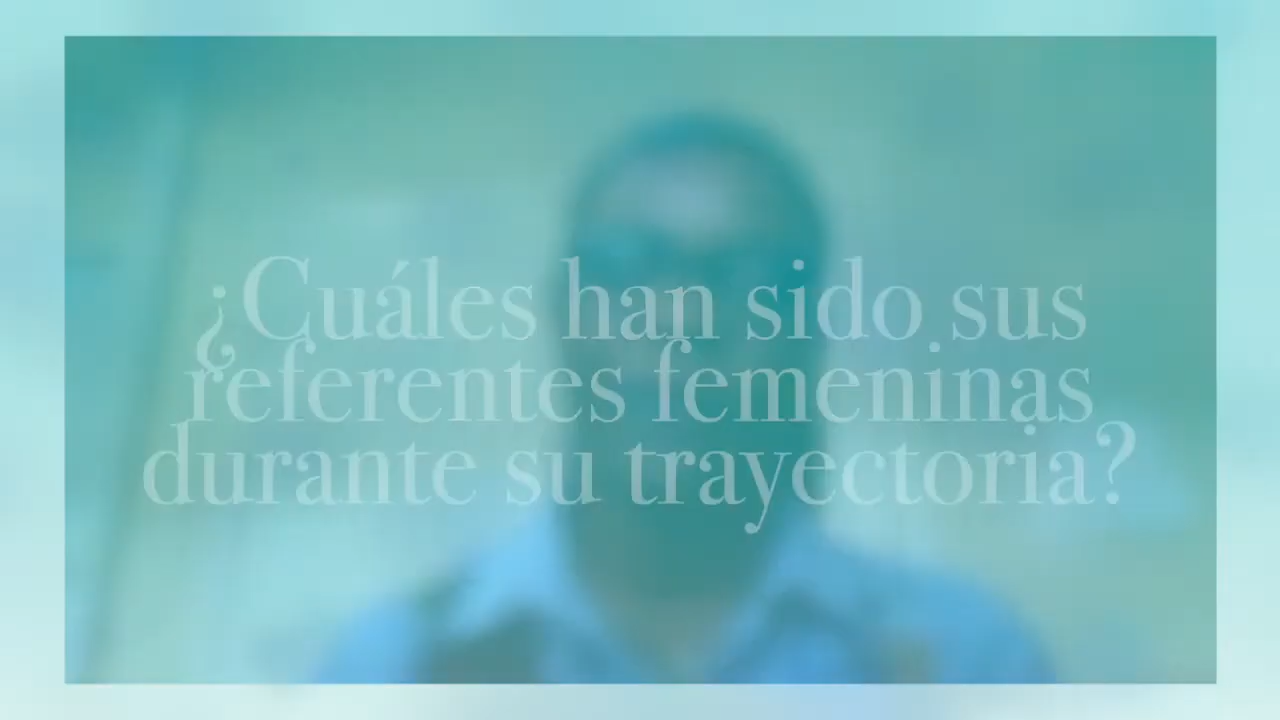 ¿Cuáles han sido sus
referentes femeninas
durante su trayectoria?